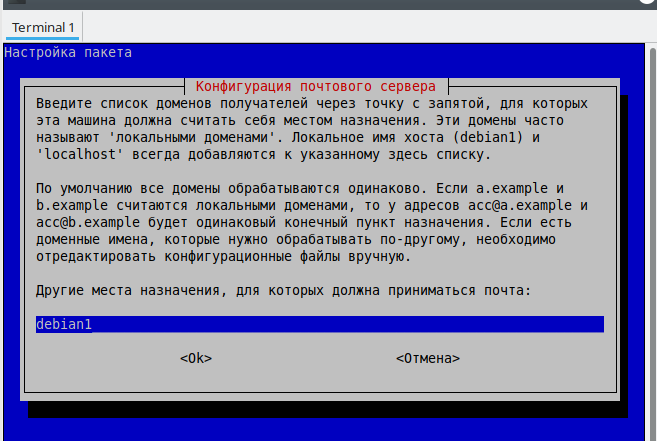 Terminal 1
Настройка пакета
Конфигурация почтового сервера
Введите список доменов получателей через точку с запятой, для которых
эта машина должна считать себя местом назначения. Эти домены часто
называют 'локальными доменами'. Локальное имя хоста (debian1) и
'localhost' всегда добавляются к указанному здесь списку.
По умолчанию все домены обрабатываются одинаково. Если a.example и
b.example считаются локальными доменами, то у адресов acc@a.example и
acc@b.example будет одинаковый конечный пункт назначения. Если есть
доменные имена, которые нужно обрабатывать по-другому, необходимо
отредактировать конфигурационные файлы вручную.
Другие места назначения, для которых должна приниматься почта:
debian1
<Ok> <Отмена>